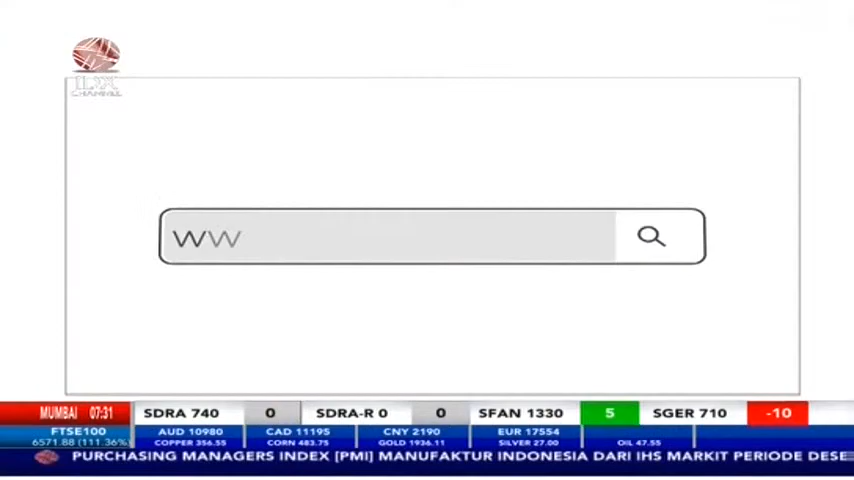 IDX
CHANNEL
WW
MUMBAI 07:31
SDRA 740 0 SDRA-R 0 0 SFAN 1330 5 SGER 710 -10
FTSE100
6571.88 (111.36%)
AUD 10980 CAD 11195 CNY 2190 EUR 17554
COPPER 356.55 CORN 483.75 GOLD 1936.11 SILVER 27.00 OIL 47.55
PURCHASING MANAGERS INDEX [PMI] MANUFAKTUR INDONESIA DARI IHS MARKIT PERIODE DESE